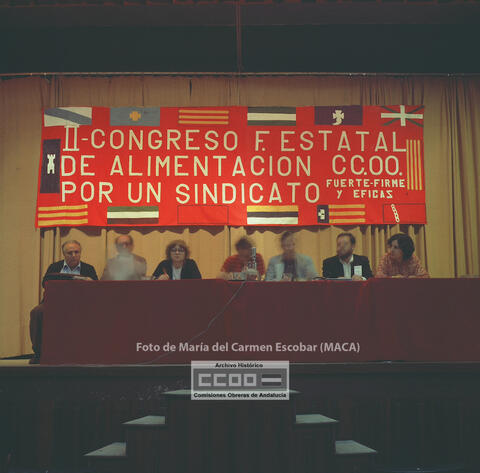 II-CONGRESO F. ESTATAL
DE ALIMENTACION CC.OO.
POR UN SINDICATO FUERTE-FIRME
Y EFICAS
Foto de María del Carmen Escobar (MACA)
Archivo Histórico
CCOO
Comisiones Obreras de Andalucía